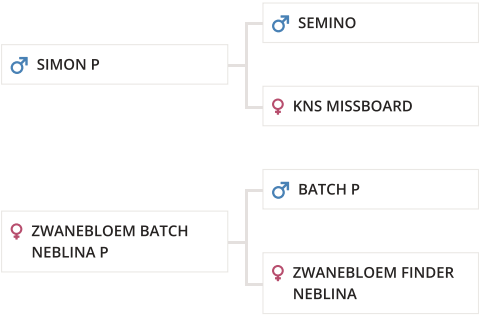 SEMINO
SIMON P
KNS MISSBOARD
BATCH P
ZWANEBLOEM BATCH
NEBLINA P
ZWANEBLOEM FINDER
NEBLINA